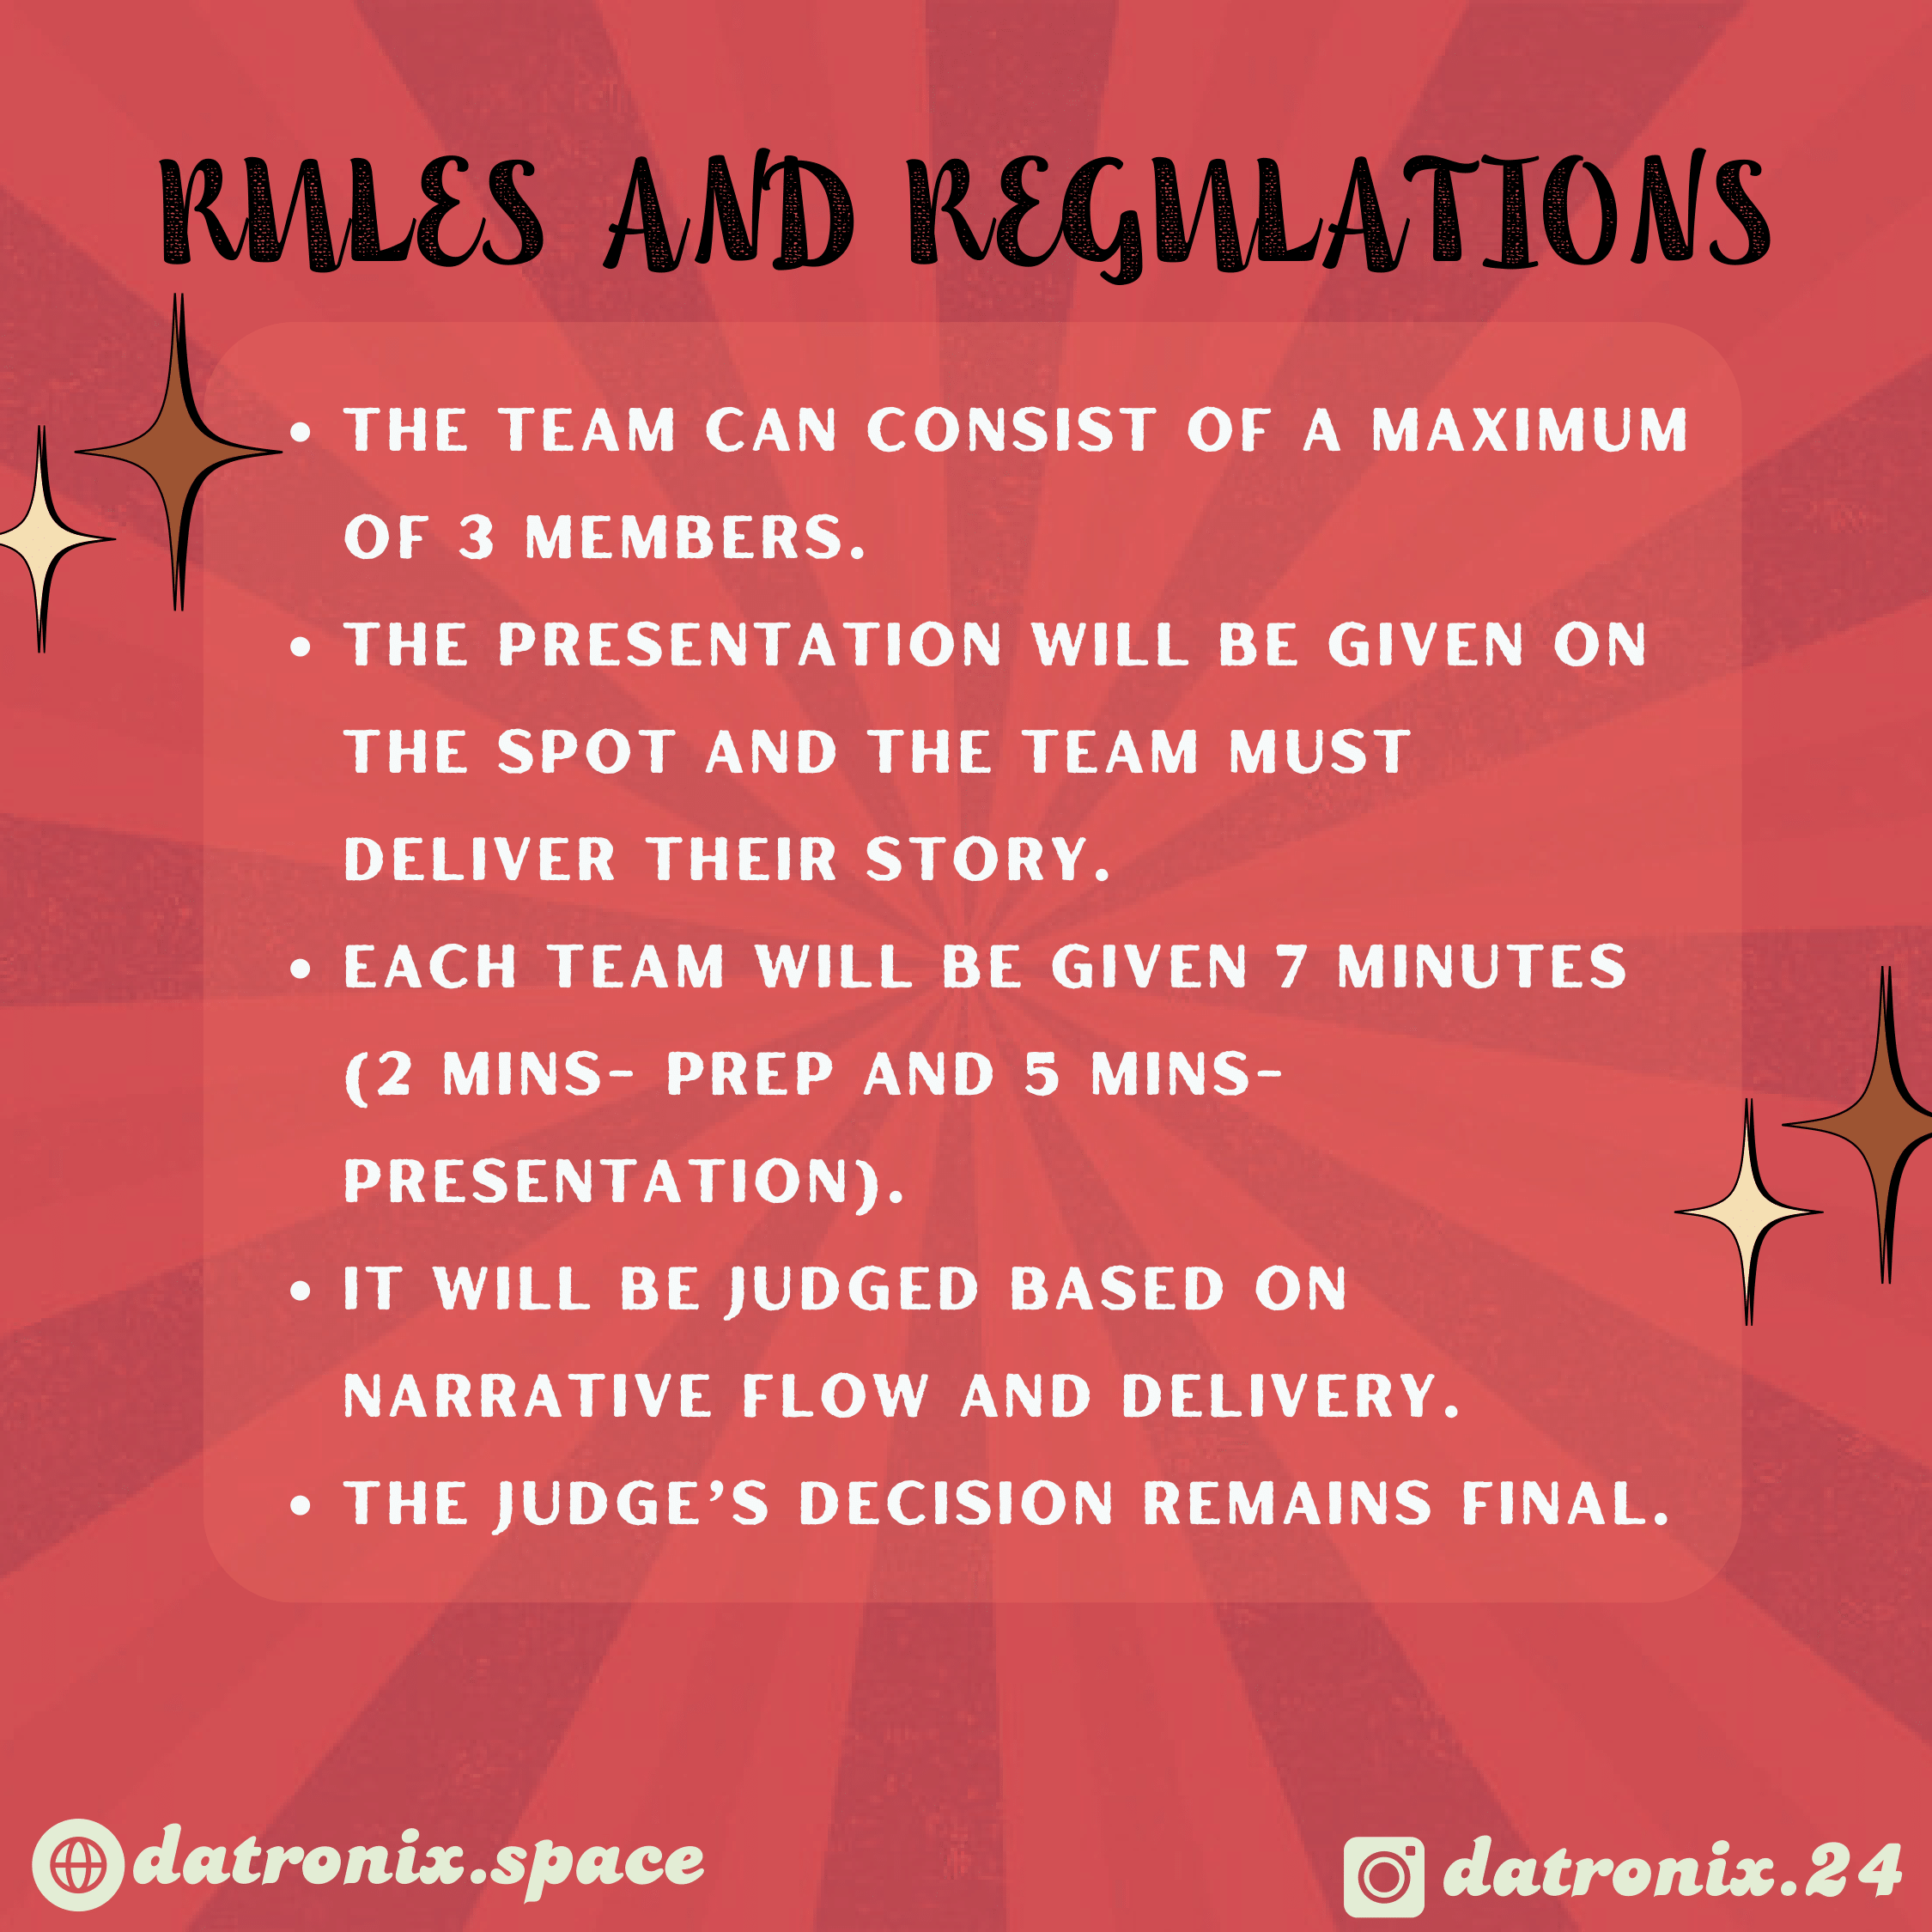 RULES AND REGULATIONS
• THE TEAM CAN CONSIST OF A MAXIMUM
OF 3 MEMBERS.
• THE PRESENTATION WILL BE GIVEN ON
THE SPOT AND THE TEAM MUST
DELIVER THEIR STORY.
• EACH TEAM WILL BE GIVEN 7 MINUTES
(2 MINS- PREP AND 5 MINS-
PRESENTATION).
• IT WILL BE JUDGED BASED ON
NARRATIVE FLOW AND DELIVERY.
• THE JUDGE’S DECISION REMAINS FINAL.
datronix.space
datronix.24